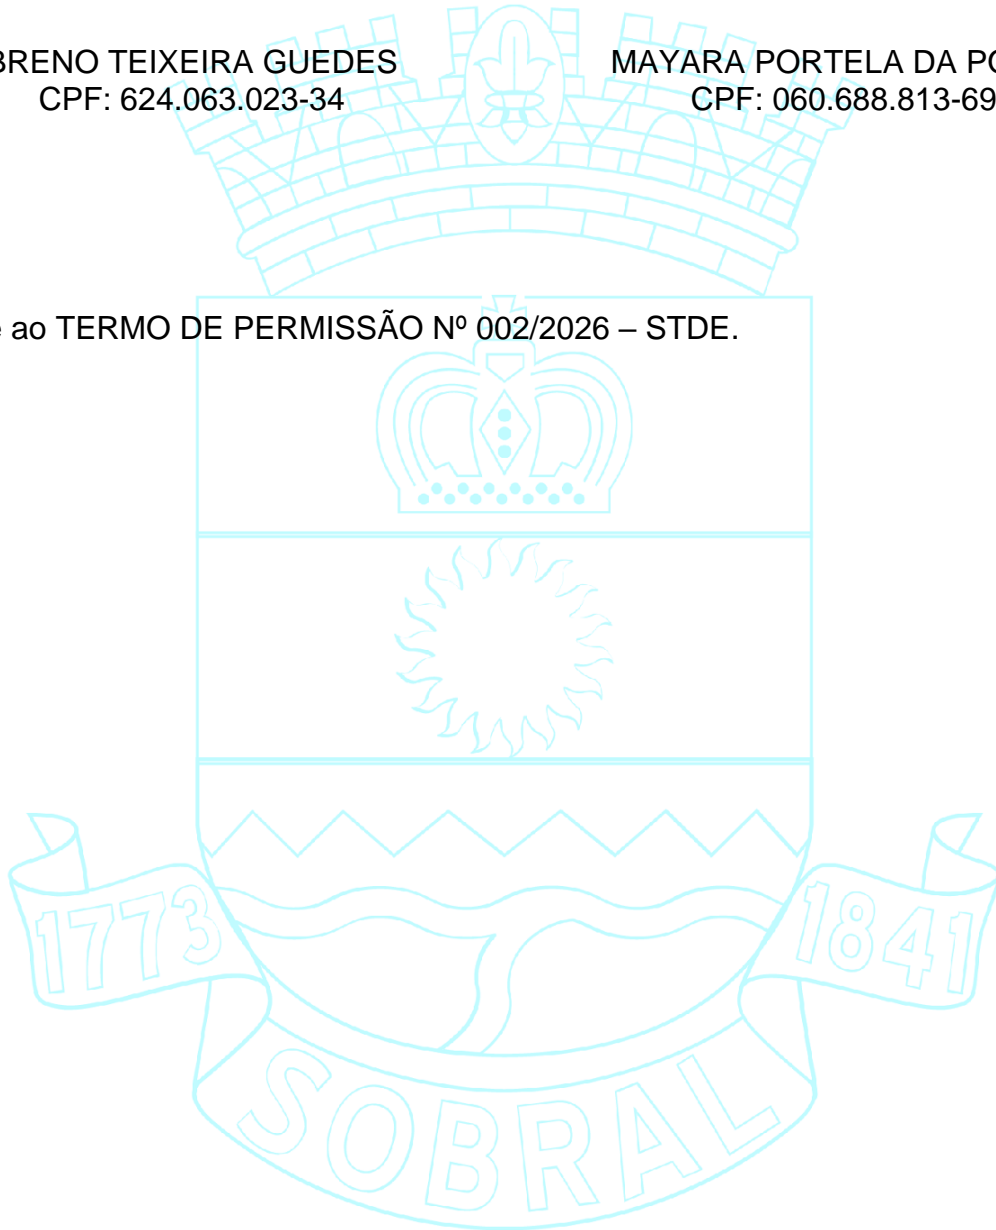 BRENO TEIXEIRA GUEDES MAYARA PORTELA DA
CPF: 624.063.023-34 CPF: 060.688.813-69
ao TERMO DE PERMISSÃO Nº 002/2026 – STDE.
1773 1841
SOBRAL